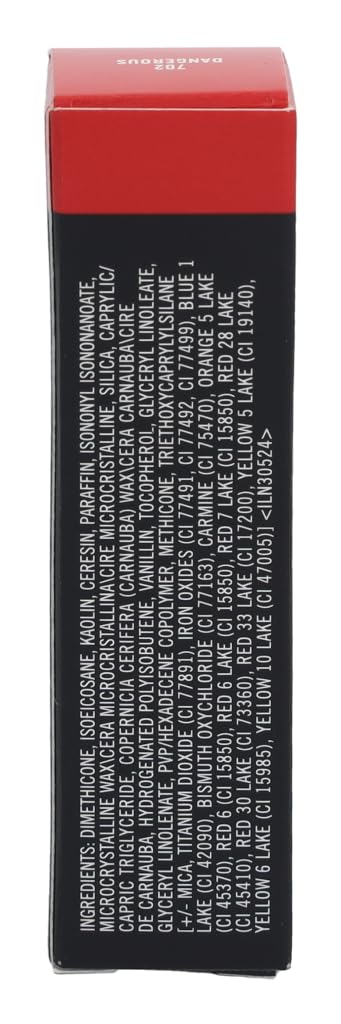 702
DANGEROUS
INGREDIENTS: DIMETHICONE, ISOEICOSANE, KAOLIN, CERESIN, PARAFFIN, ISONONYL ISONONANOATE,
MICROCRYSTALLINE WAX\CERA MICROCRISTALLINA\CIRE MICROCRISTALLINE, SILICA, CAPRYLIC/
CAPRIC TRIGLYCERIDE, COPERNICIA CERIFERA (CARNAUBA) WAX\CERA CARNAUBA\CIRE
DE CARNAUBA, HYDROGENATED POLYISOBUTENE, VANILLIN, TOCOPHEROL, GLYCERYL LINOLEATE,
GLYCERYL LINOLENATE, PVP/HEXADECENE COPOLYMER, METHICONE, TRIETHOXYCAPRYLYLSILANE
[+/- MICA, TITANIUM DIOXIDE (CI 77891), IRON OXIDES (CI 77491, CI 77492, CI 77499), BLUE 1
LAKE (CI 42090), BISMUTH OXYCHLORIDE (CI 77163), CARMINE (CI 75470), ORANGE 5 LAKE
(CI 45370), RED 6 (CI 15850), RED 6 LAKE (CI 15850), RED 7 LAKE (CI 15850), RED 28 LAKE
(CI 45410), RED 30 LAKE (CI 73360), RED 33 LAKE (CI 17200), YELLOW 5 LAKE (CI 19140),
YELLOW 6 LAKE (CI 15985), YELLOW 10 LAKE (CI 47005)] <ILN30524>